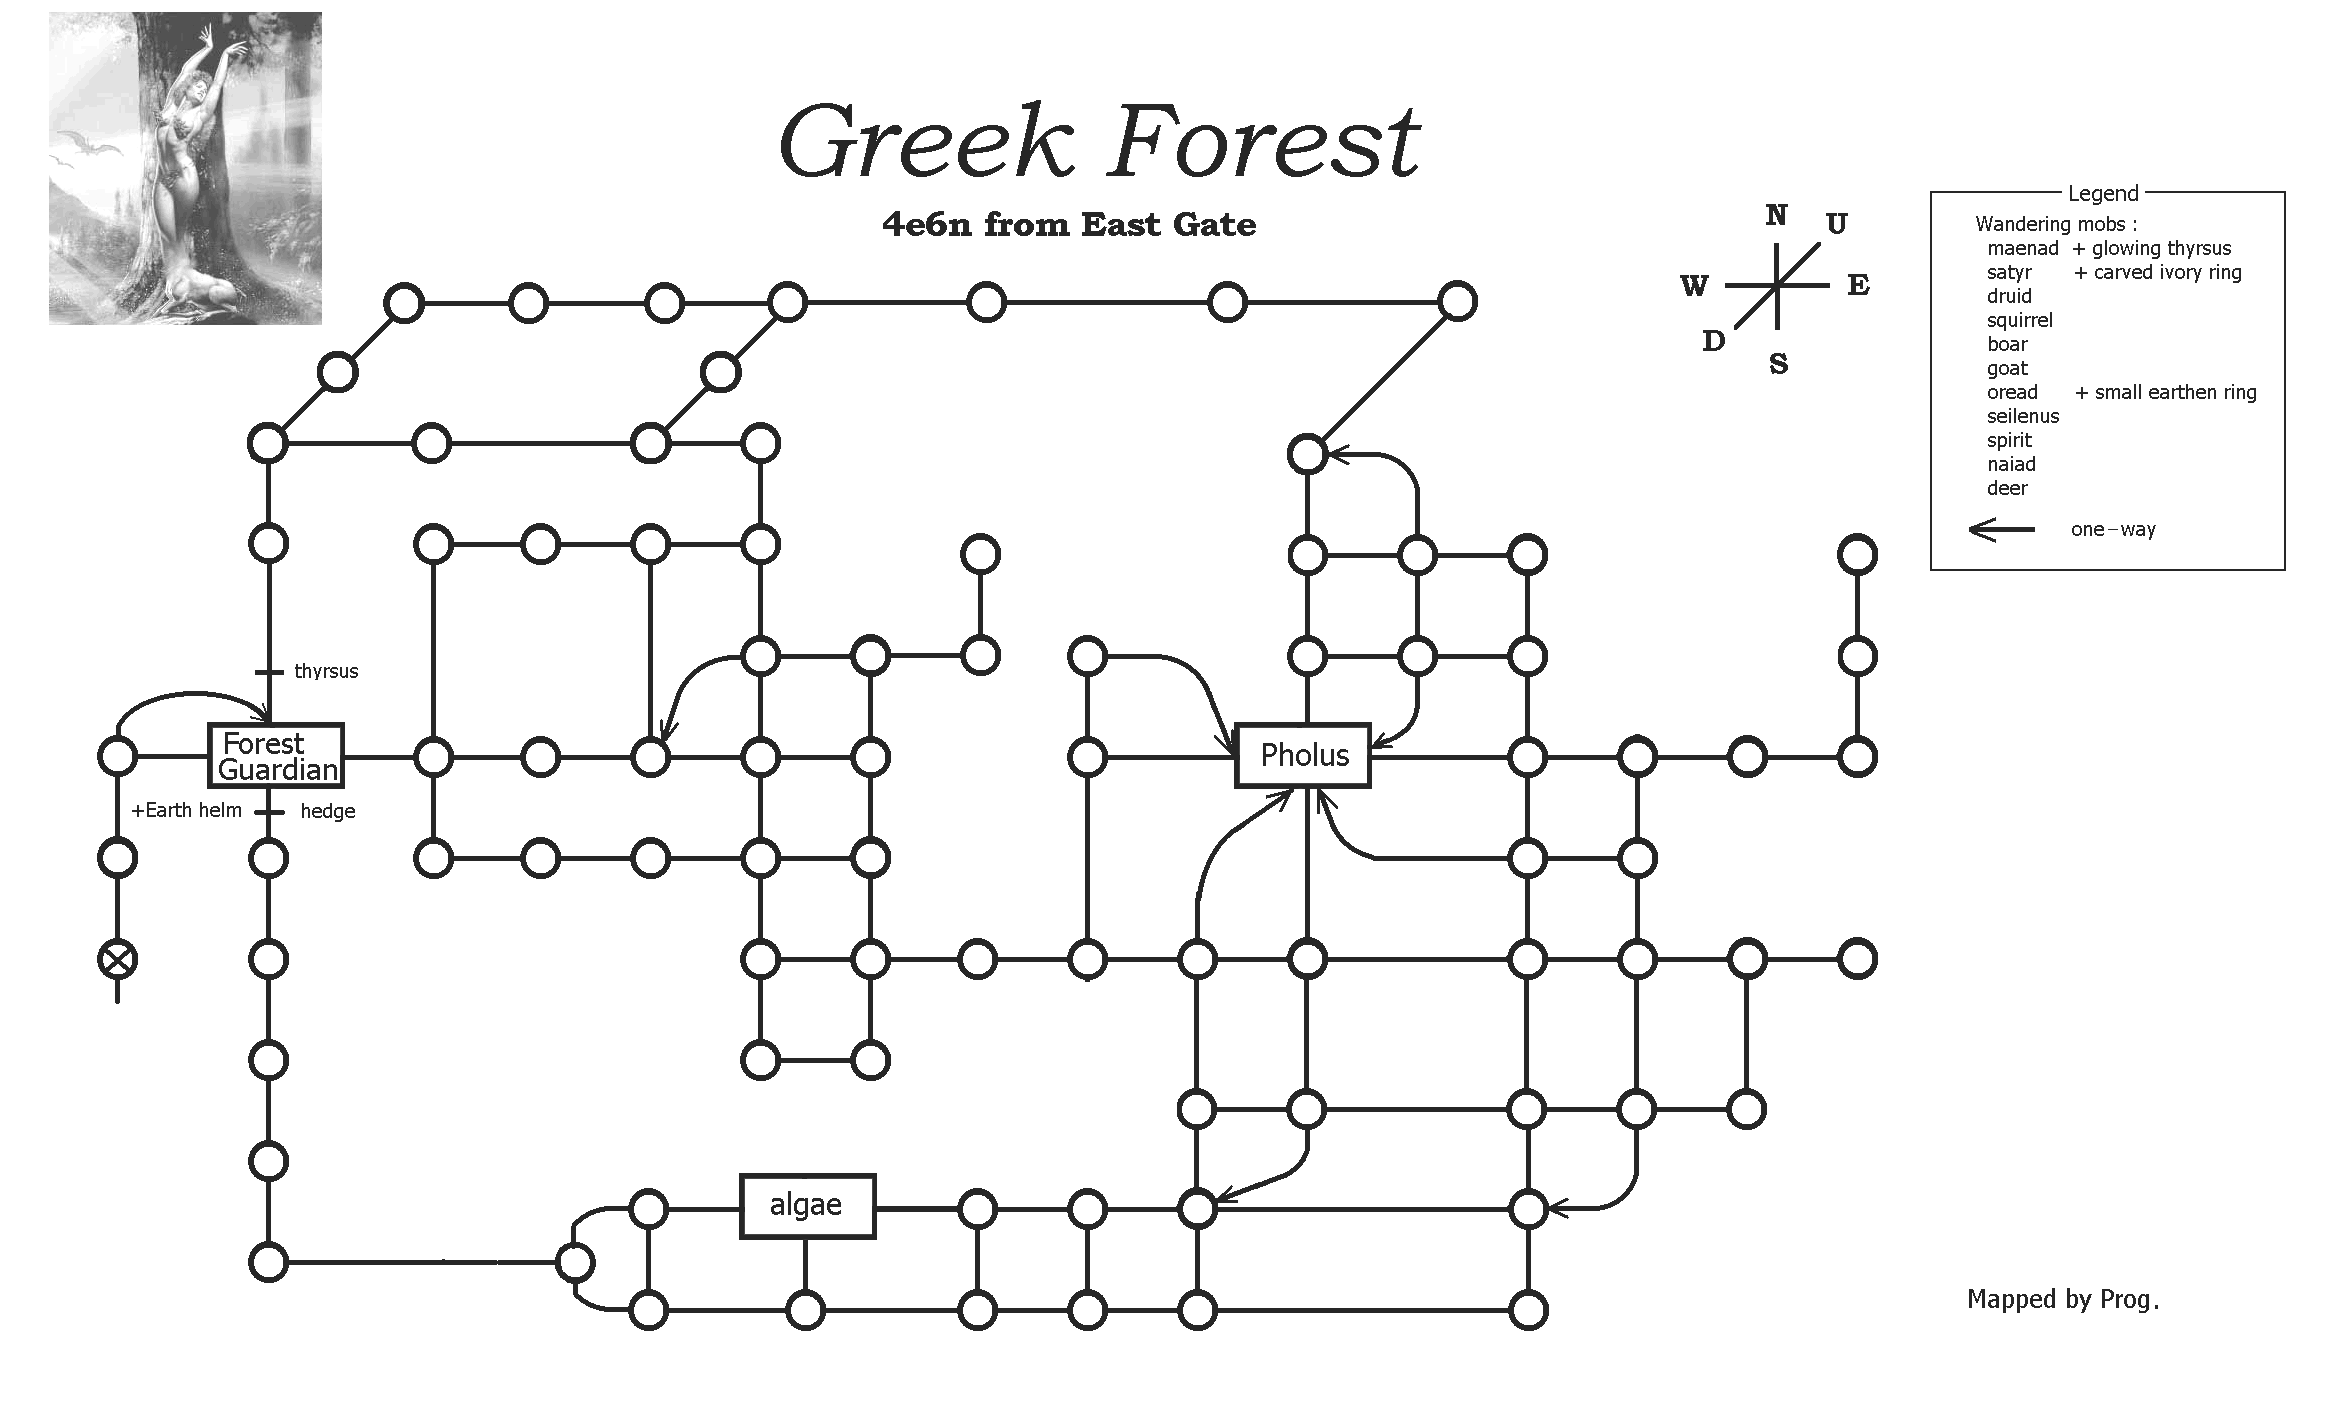 Greek Forest
4e6n from East Gate
N
U
W
E
D
S
Legend
Wandering mobs :
maenad + glowing thyrsus
satyr + carved ivory ring
druid
squirrel
boar
goat
oread + small earthen ring
seilenus
spirit
naiad
deer
one-way
thyrsus
Forest
Guardian
Pholus
+Earth helm
hedge
algae
Mapped by Prog.